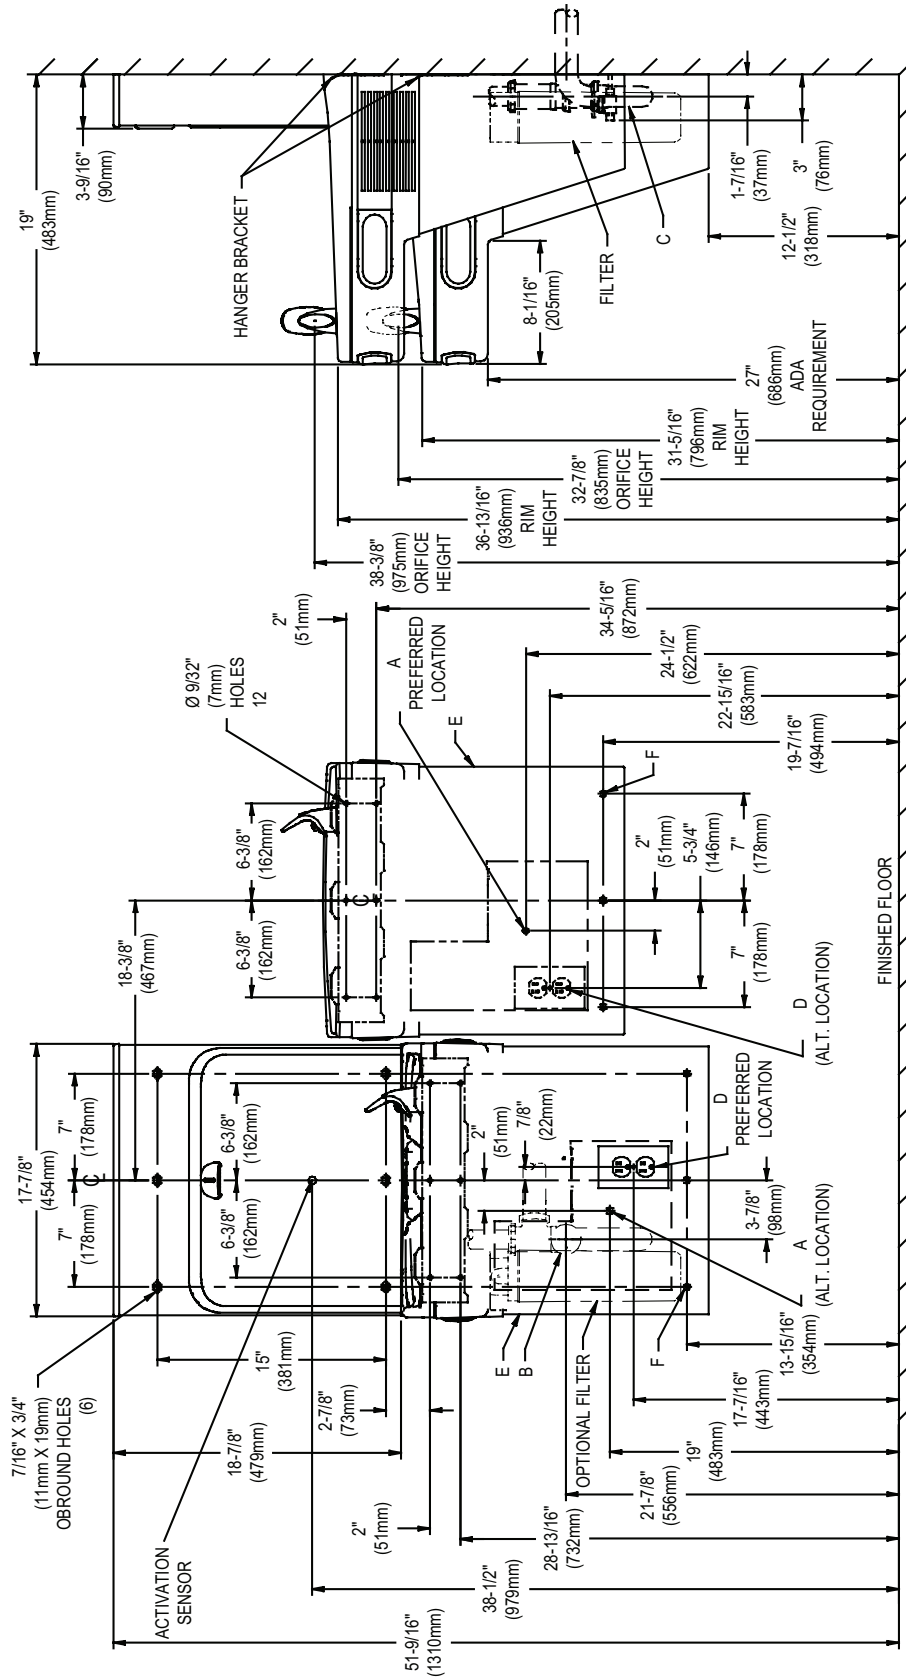 7/16" X 3/4"
(11mm X 19mm)
OBROUND HOLES
(6)
ACTIVATION
SENSOR
17-7/8"
(454mm)
7"
(178mm)
7"
(178mm)
C
L
18-3/8"
(467mm)
15"
(381mm)
18-7/8"
(479mm)
2-7/8"
(73mm)
6-3/8"
(162mm)
6-3/8"
(162mm)
2"
(51mm)
2"
(51mm)
7/8"
(22mm)
E
B
OPTIONAL FILTER
F
D
PREFERRED
LOCATION
3-7/8"
(98mm)
A
(ALT. LOCATION)
13-15/16"
(354mm)
17-7/16"
(443mm)
19"
(483mm)
21-7/8"
(556mm)
28-13/16"
(732mm)
38-1/2"
(979mm)
51-9/16"
(1310mm)
Ø 9/32"
(7mm)
HOLES
12
2"
(51mm)
6-3/8"
(162mm)
6-3/8"
(162mm)
C
A
PREFERRED
LOCATION
E
F
2"
(51mm)
5-3/4"
(146mm)
7"
(178mm)
7"
(178mm)
D
(ALT. LOCATION)
34-5/16"
(872mm)
24-1/2"
(622mm)
22-15/16"
(583mm)
19-7/16"
(494mm)
FINISHED FLOOR
19"
(483mm)
3-9/16"
(90mm)
HANGER BRACKET
8-1/16"
(205mm)
FILTER
C
1-7/16"
(37mm)
3"
(76mm)
12-1/2"
(318mm)
27"
(686mm)
ADA
REQUIREMENT
31-5/16"
(796mm)
RIM
HEIGHT
32-7/8"
(835mm)
ORIFICE
HEIGHT
36-13/16"
(936mm)
RIM
HEIGHT
38-3/8"
(975mm)
ORIFICE
HEIGHT